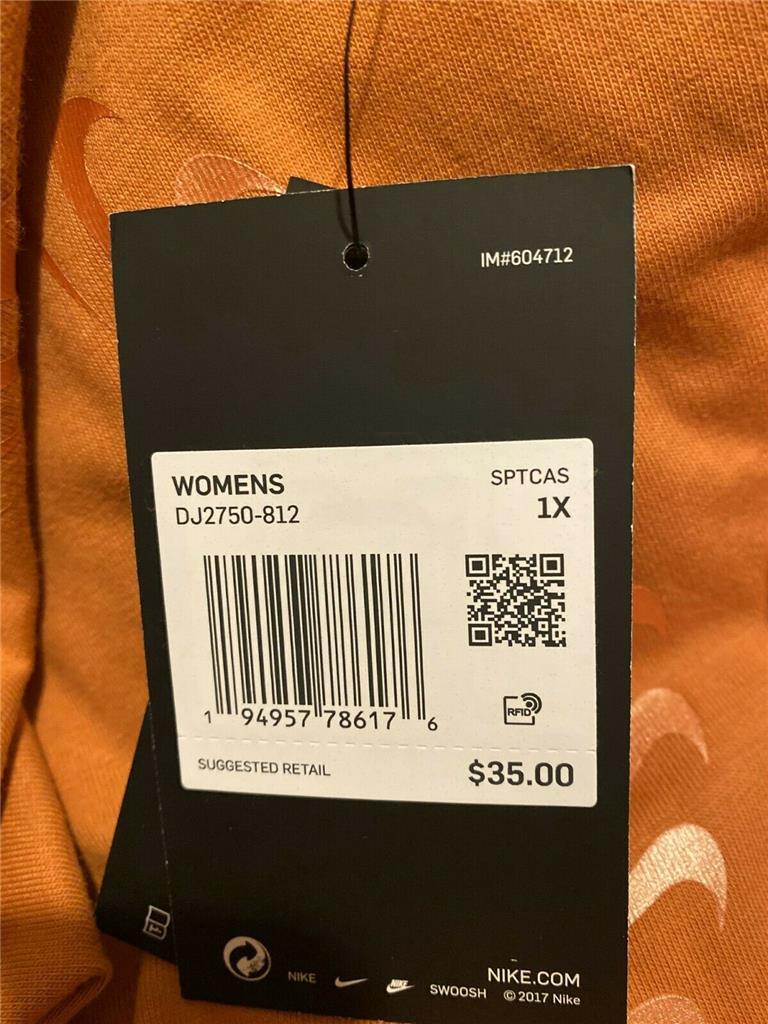 IM#604712
WOMENS
SPTCAS
DJ2750-812
1X
1 94957 78617 6
RFID
SUGGESTED RETAIL
$35.00
NIKE NIKE SWOOSH
NIKE.COM
© 2017 Nike